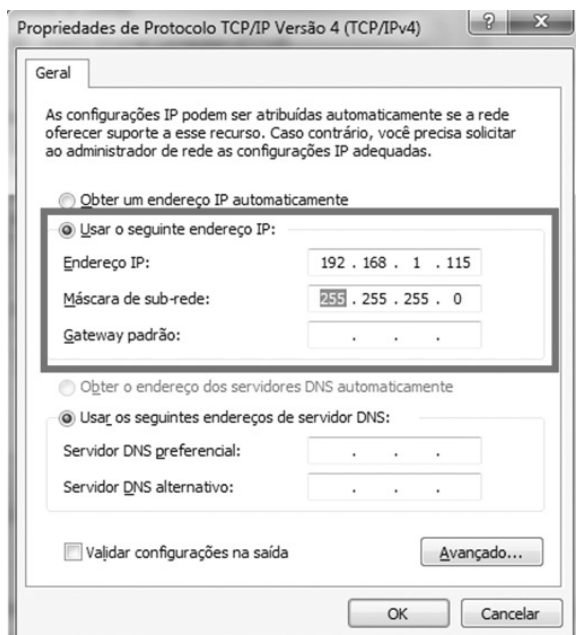 Propriedades de Protocolo TCP/IP Versão 4 (TCP/IPv4)
?
X
Geral
As configurações IP podem ser atribuídas automaticamente se a rede
oferecer suporte a esse recurso. Caso contrário, você precisa solicitar
ao administrador de rede as configurações IP adequadas.
Obter um endereço IP automaticamente
Usar o seguinte endereço IP:
Endereço IP: 192 . 168 . 1 . 115
Máscara de sub-rede: 255 . 255 . 255 . 0
Gateway padrão: . . .
Obter o endereço dos servidores DNS automaticamente
Usar os seguintes endereços de servidor DNS:
Servidor DNS preferencial: . . .
Servidor DNS alternativo: . . .
Validar configurações na saída
Avançado...
OK
Cancelar